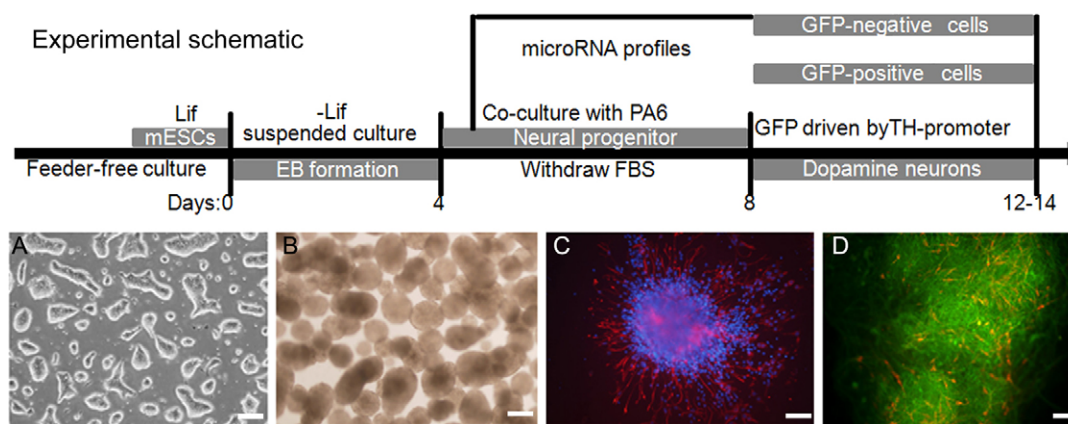 Experimental schematic
GFP-negative cells
microRNA profiles
GFP-positive cells
Lif
-Lif
Co-culture with PA6
mESCs
suspended culture
Neural progenitor
GFP driven byTH-promoter
Feeder-free culture
EB formation
Withdraw FBS
Dopamine neurons
Days:0
4
8
12-14
A
B
C
D